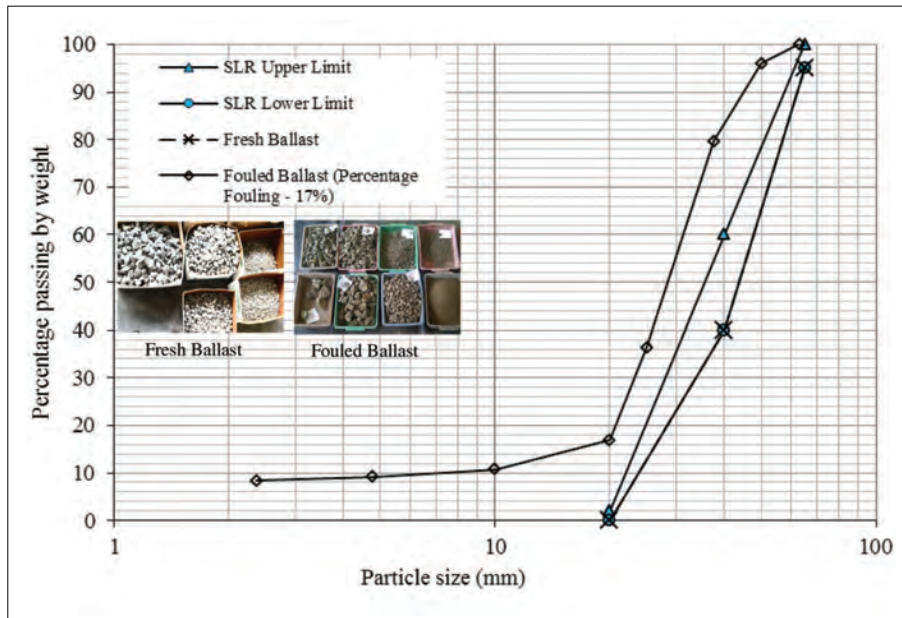 Percentage passing by weight
100
90
80
70
60
50
40
30
20
10
0
SLR Upper Limit
SLR Lower Limit
Fresh Ballast
Fouled Ballast (Percentage
Fouling - 17%)
Fresh Ballast
Fouled Ballast
1
10
100
Particle size (mm)